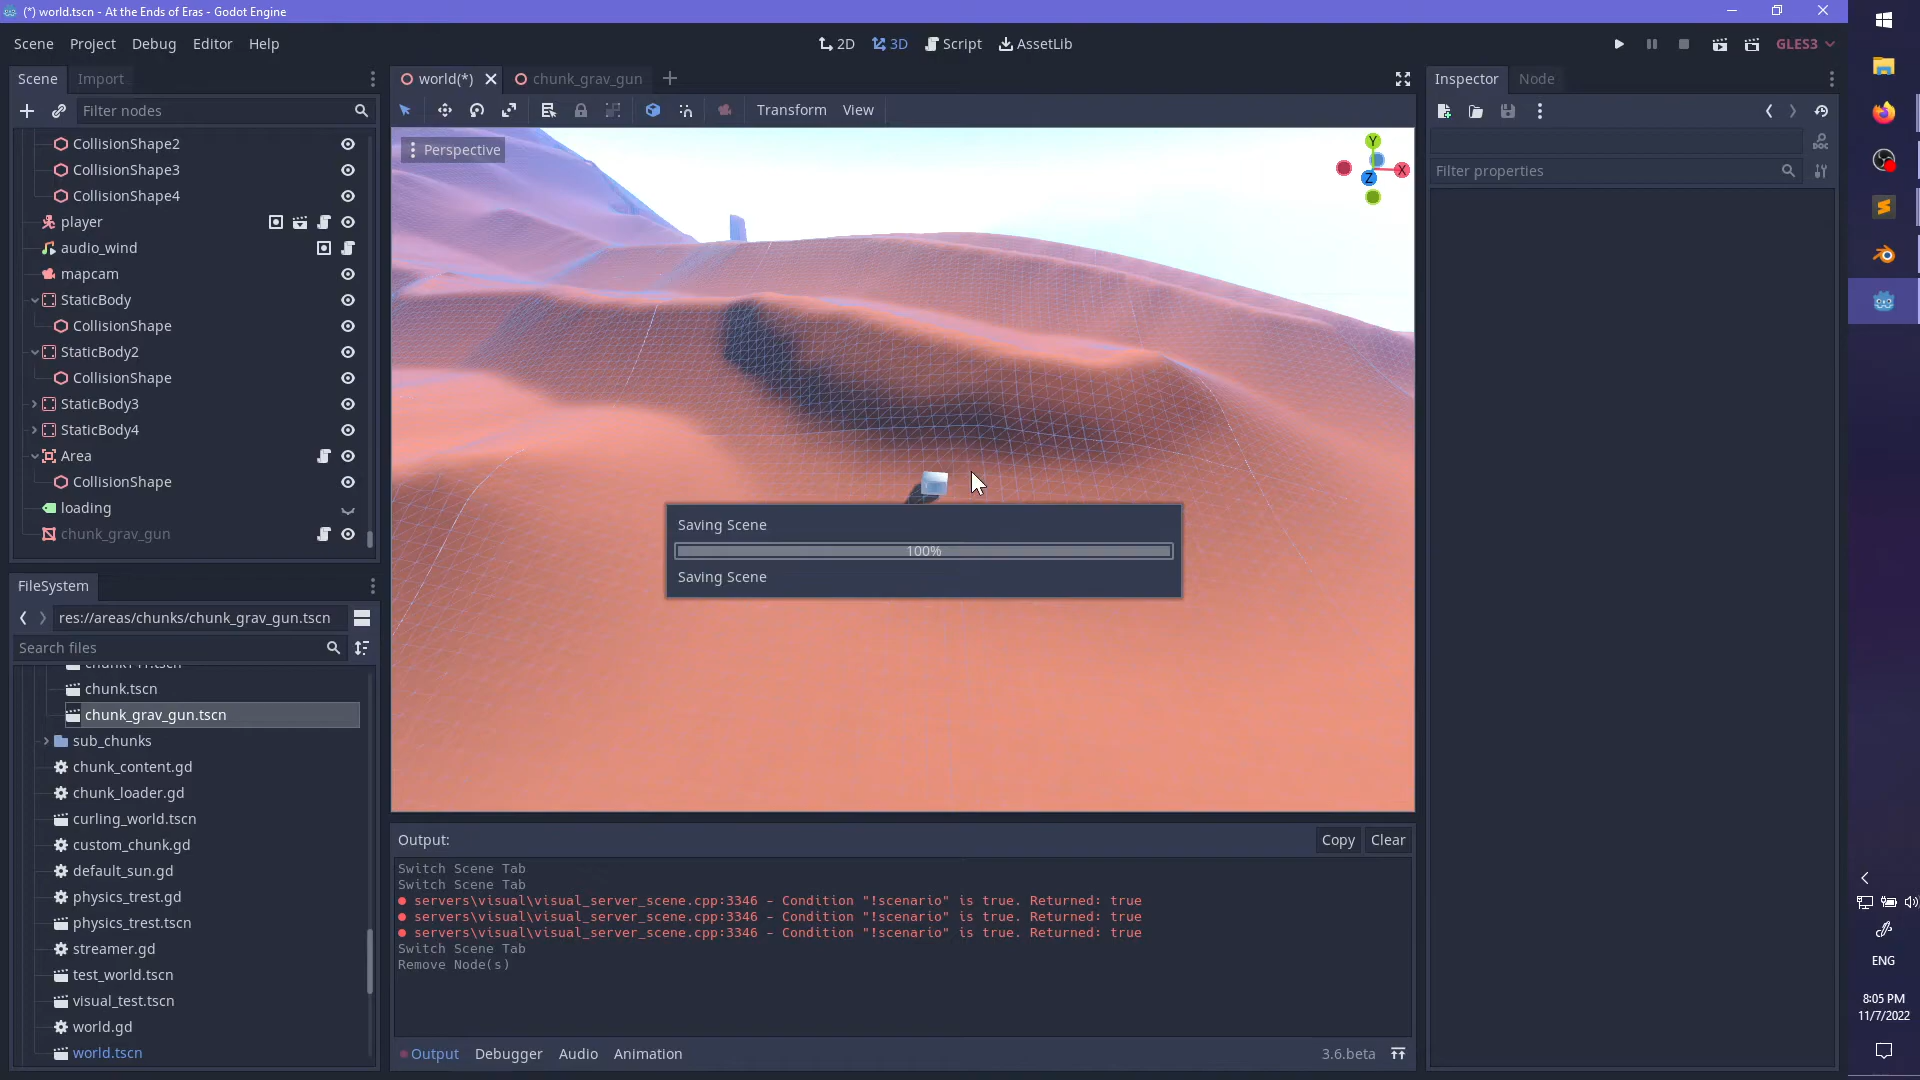 (*) world.tscn - At the Ends of Eras - Godot Engine
Scene Project Debug Editor Help
2D 3D Script AssetLib
GLES3
Scene Import
world(*) chunk_grav_gun
Inspector Node
Filter nodes
Transform View
Perspective
Y
X
Z
DOC
Filter properties
CollisionShape2
CollisionShape3
CollisionShape4
player
audio_wind
mapcam
StaticBody
CollisionShape
StaticBody2
CollisionShape
StaticBody3
StaticBody4
Area
CollisionShape
loading
chunk_grav_gun
Saving Scene
100%
Saving Scene
FileSystem
res://areas/chunks/chunk_grav_gun.tscn
Search files
chunk.tscn
chunk_grav_gun.tscn
sub_chunks
chunk_content.gd
chunk_loader.gd
curling_world.tscn
custom_chunk.gd
default_sun.gd
physics_trest.gd
physics_trest.tscn
streamer.gd
test_world.tscn
visual_test.tscn
world.gd
world.tscn
Output:
Copy Clear
Switch Scene Tab
Switch Scene Tab
servers\visual\visual_server_scene.cpp:3346 - Condition "!scenario" is true. Returned: true
servers\visual\visual_server_scene.cpp:3346 - Condition "!scenario" is true. Returned: true
servers\visual\visual_server_scene.cpp:3346 - Condition "!scenario" is true. Returned: true
Switch Scene Tab
Remove Node(s)
Output Debugger Audio Animation
3.6.beta
ENG
8:05 PM
11/7/2022